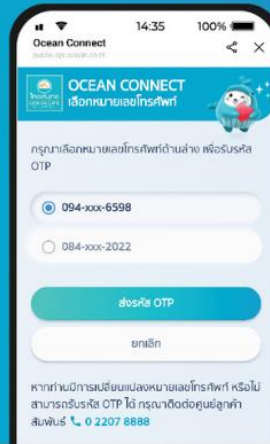 14:35
100%
Ocean Connect
OCEAN CONNECT
เลือกหมายเลขโทรศัพท์
กรุณาเลือกหมายเลขโทรศัพท์ด้านล่าง เพื่อรับรหัส
OTP
094-xxx-6598
084-xxx-2022
ส่งรหัส OTP
ยกเลิก
หากท่านมีการเปลี่ยนแปลงหมายเลขโทรศัพท์ หรือไม่
สามารถรับรหัส OTP ได้ กรุณาติดต่อศูนย์ลูกค้า
สัมพันธ์ 0 2207 8888